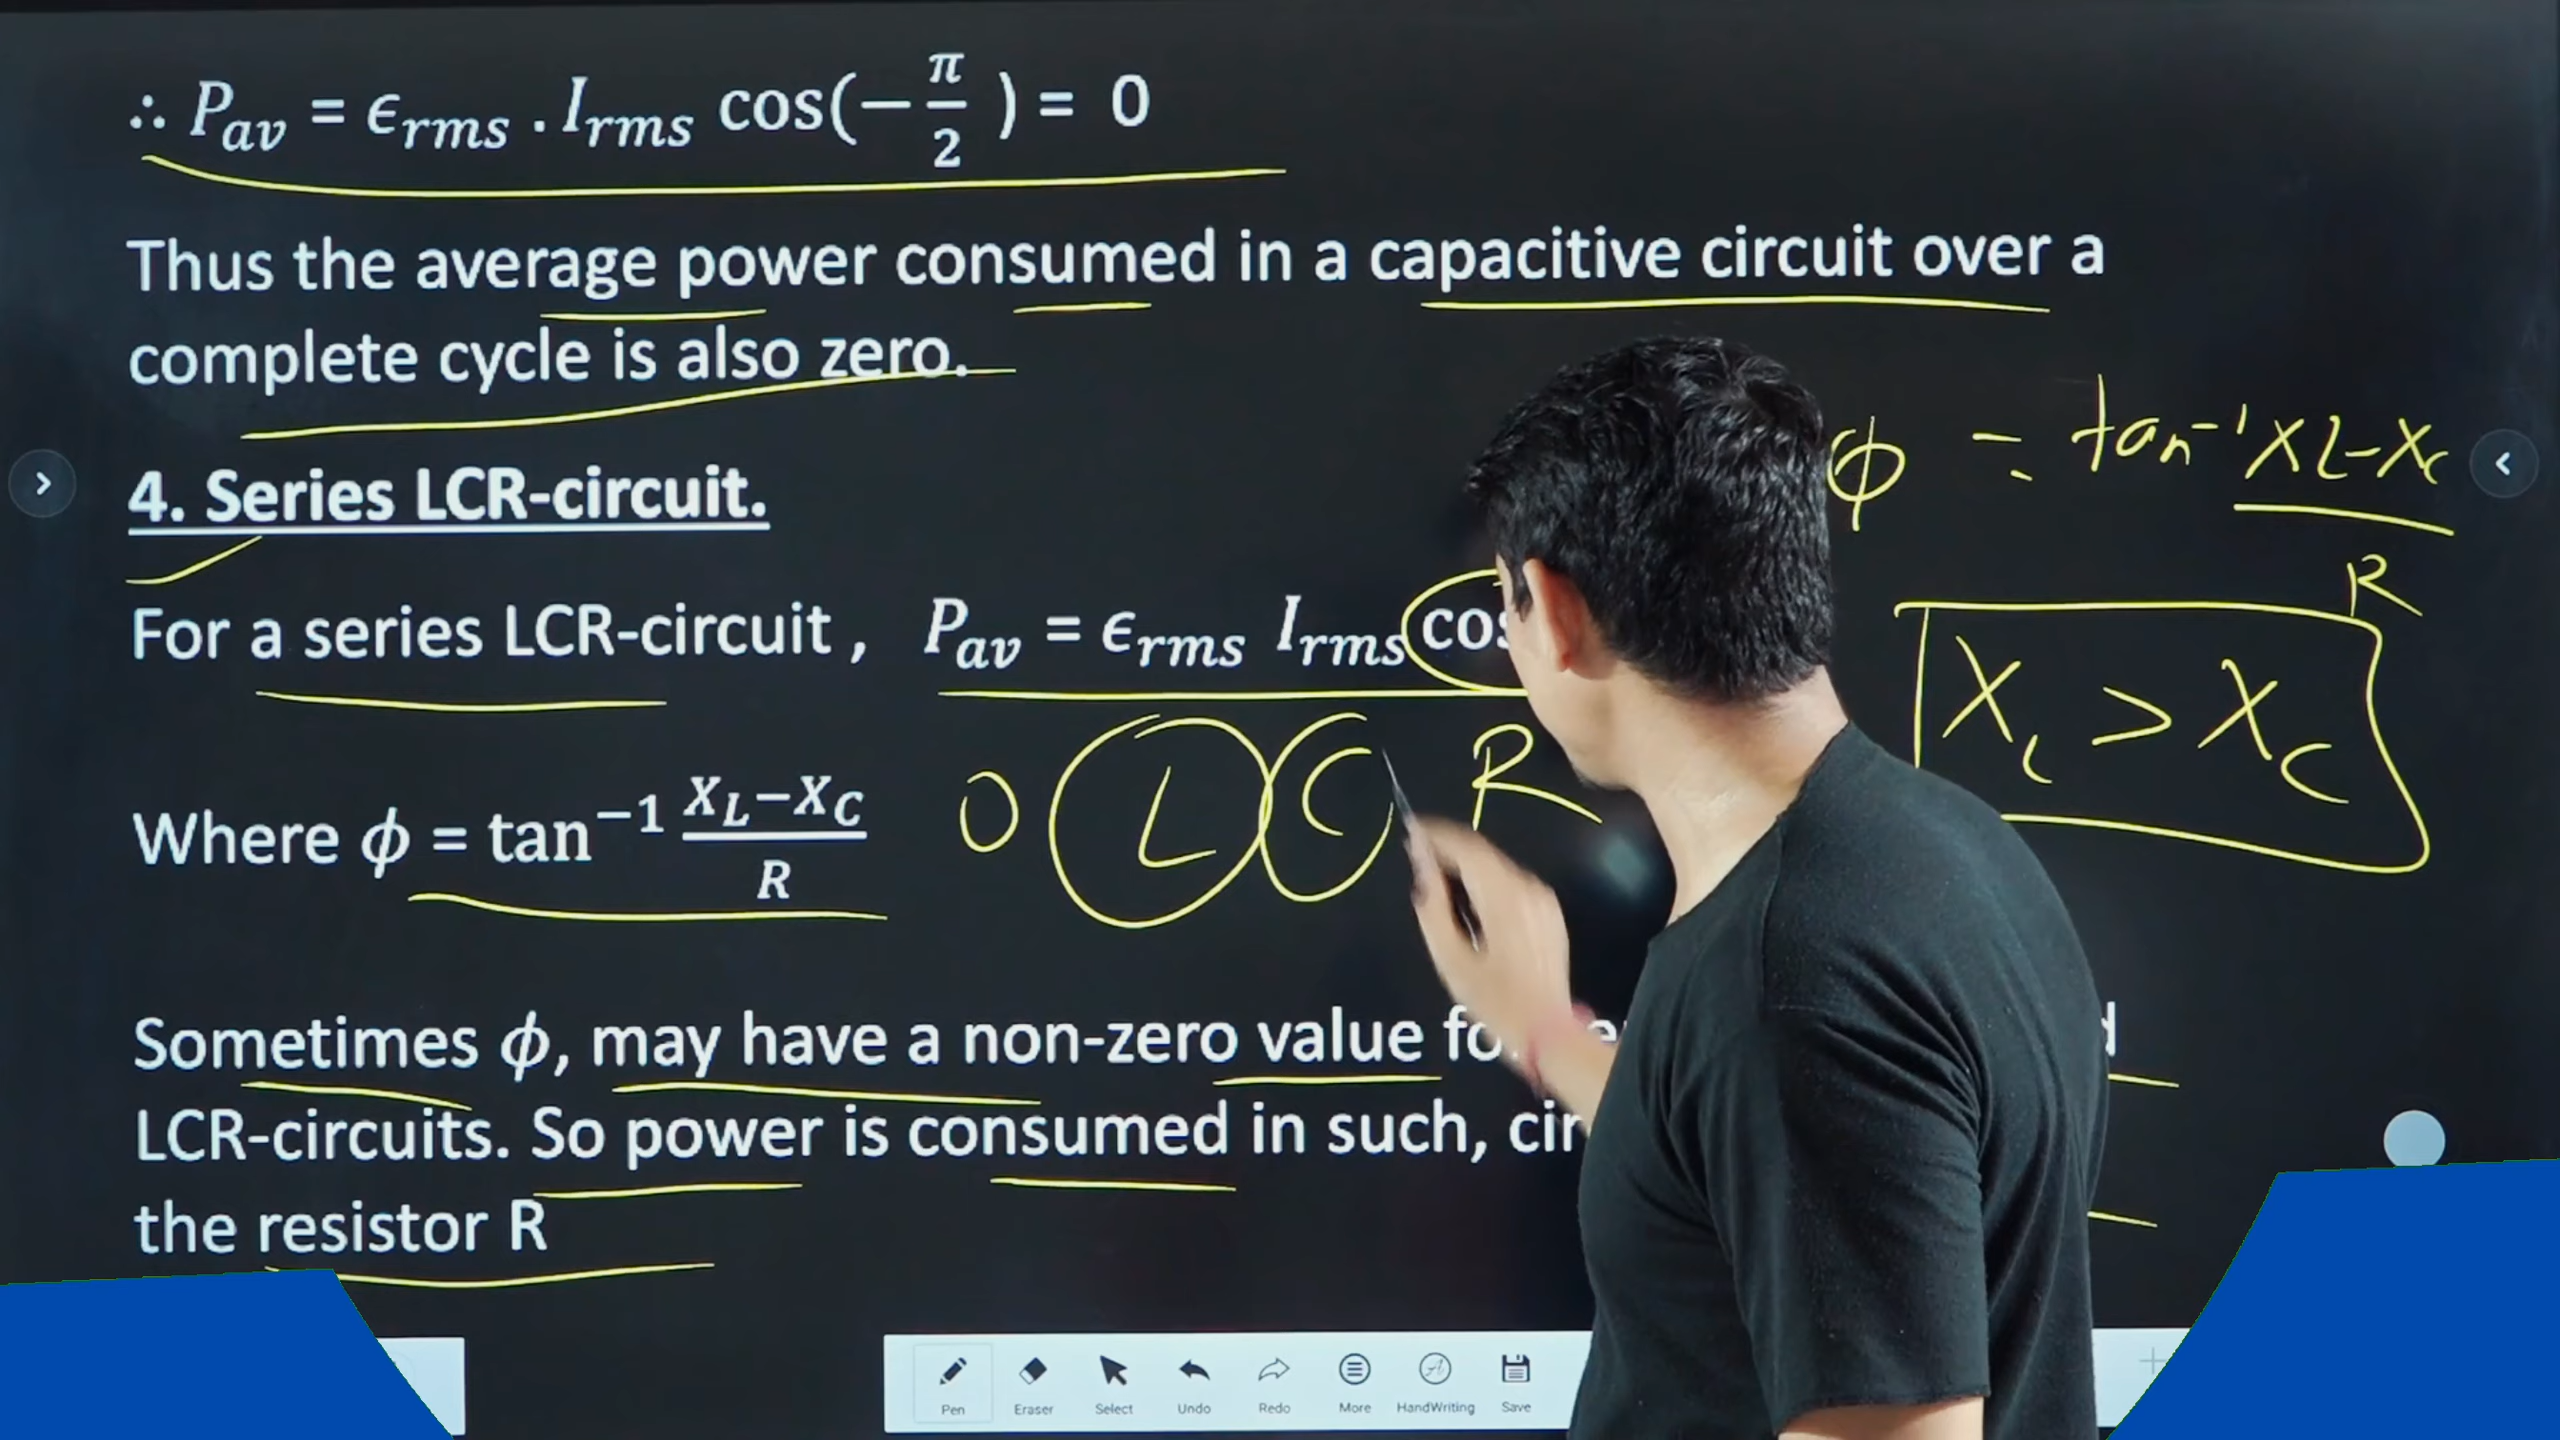 ∴ P_av = ϵ_rms . I_rms cos(−π/2) = 0
Thus the average power consumed in a capacitive circuit over a
complete cycle is also zero.
ϕ = tan⁻¹ XL-Xc
R
4. Series LCR-circuit.
For a series LCR-circuit , P_av = ϵ_rms I_rms cos
X_L > X_C
Where ϕ = tan⁻¹ (X_L−X_C)/R
O L C R
Sometimes ϕ, may have a non-zero value
LCR-circuits. So power is consumed in such,
the resistor R
Pen Eraser Select Undo Redo More HandWriting Save